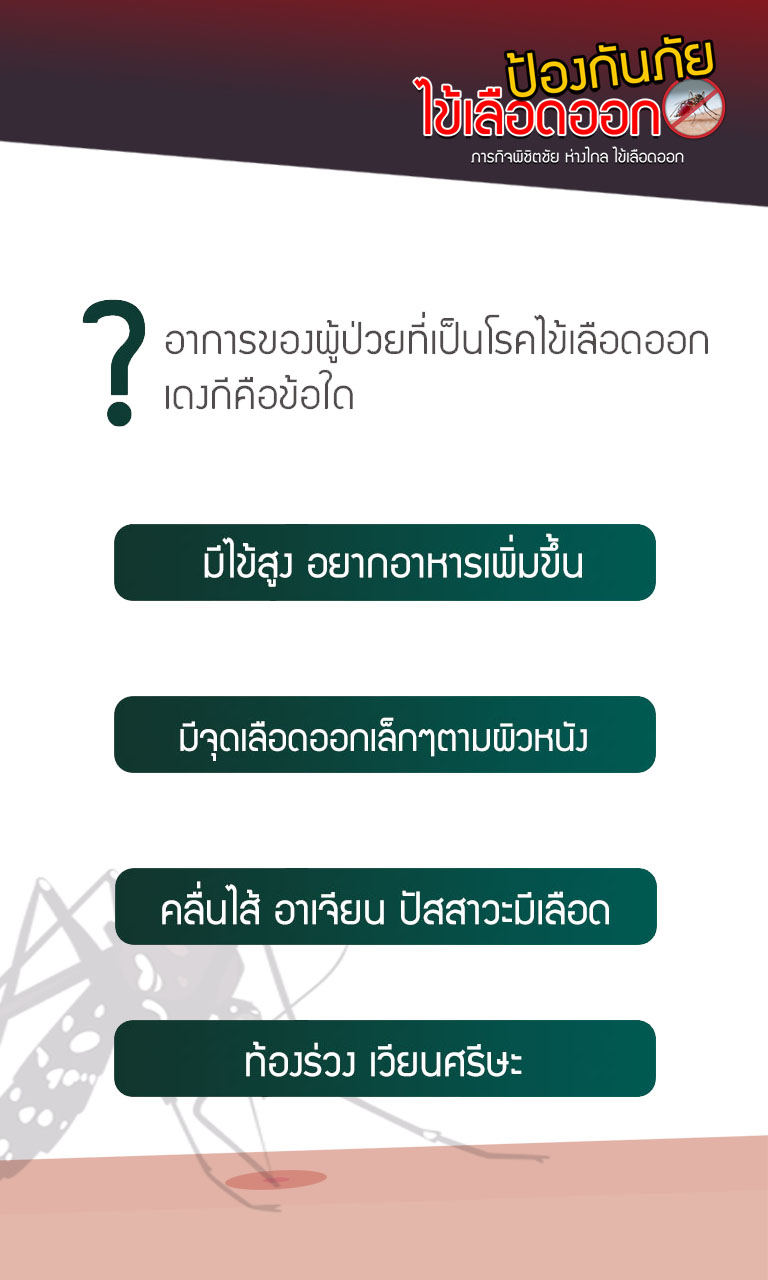 ป้องกันภัย
ไข้เลือดออก
ภารกิจพิชิตชัย ห่างไกล ไข้เลือดออก
? อาการของผู้ป่วยที่เป็นโรคไข้เลือดออก
เดงกีคือข้อใด
มีไข้สูง อยากอาหารเพิ่มขึ้น
มีจุดเลือดออกเล็กๆตามผิวหนัง
คลื่นไส้ อาเจียน ปัสสาวะมีเลือด
ท้องร่วง เวียนศรีษะ